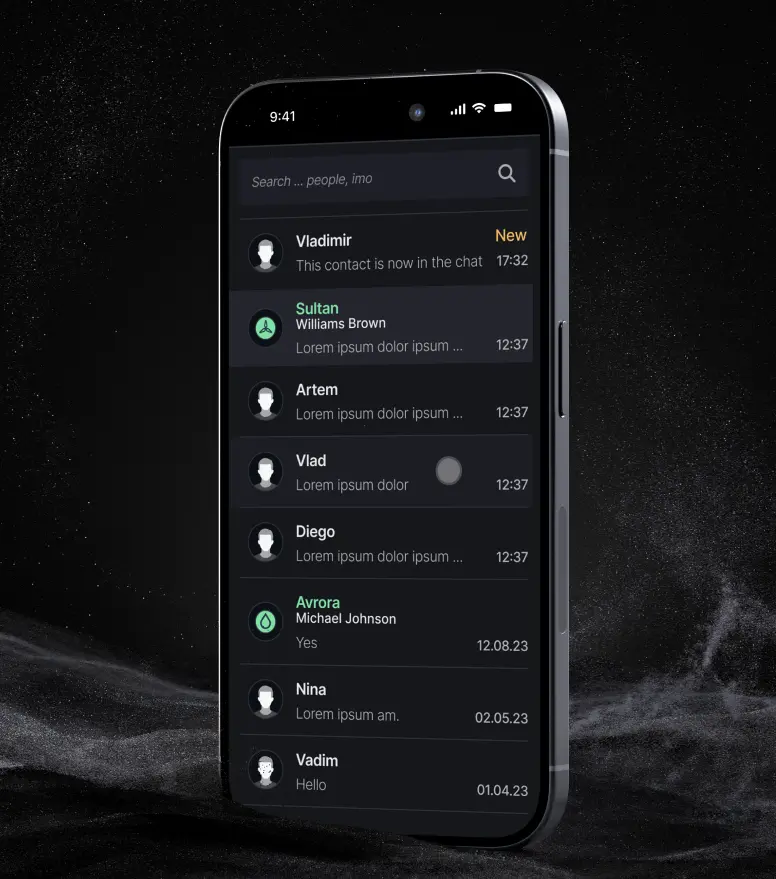 9:41
Search ... people, imo
Vladimir
New
This contact is now in the chat
17:32
Sultan
Williams Brown
Lorem ipsum dolor ipsum ...
12:37
Artem
Lorem ipsum dolor ipsum ...
12:37
Vlad
Lorem ipsum dolor
12:37
Diego
Lorem ipsum dolor ipsum ...
12:37
Avrora
Michael Johnson
Yes
12.08.23
Nina
Lorem ipsum am.
02.05.23
Vadim
Hello
01.04.23